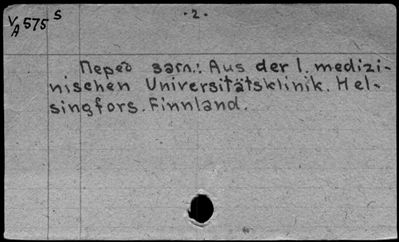 V/A 575 S
- 2 -
Перед загл.: Aus der I. medizi-
nischen Universitätsklinik. Hel-
singfors. Finnland.